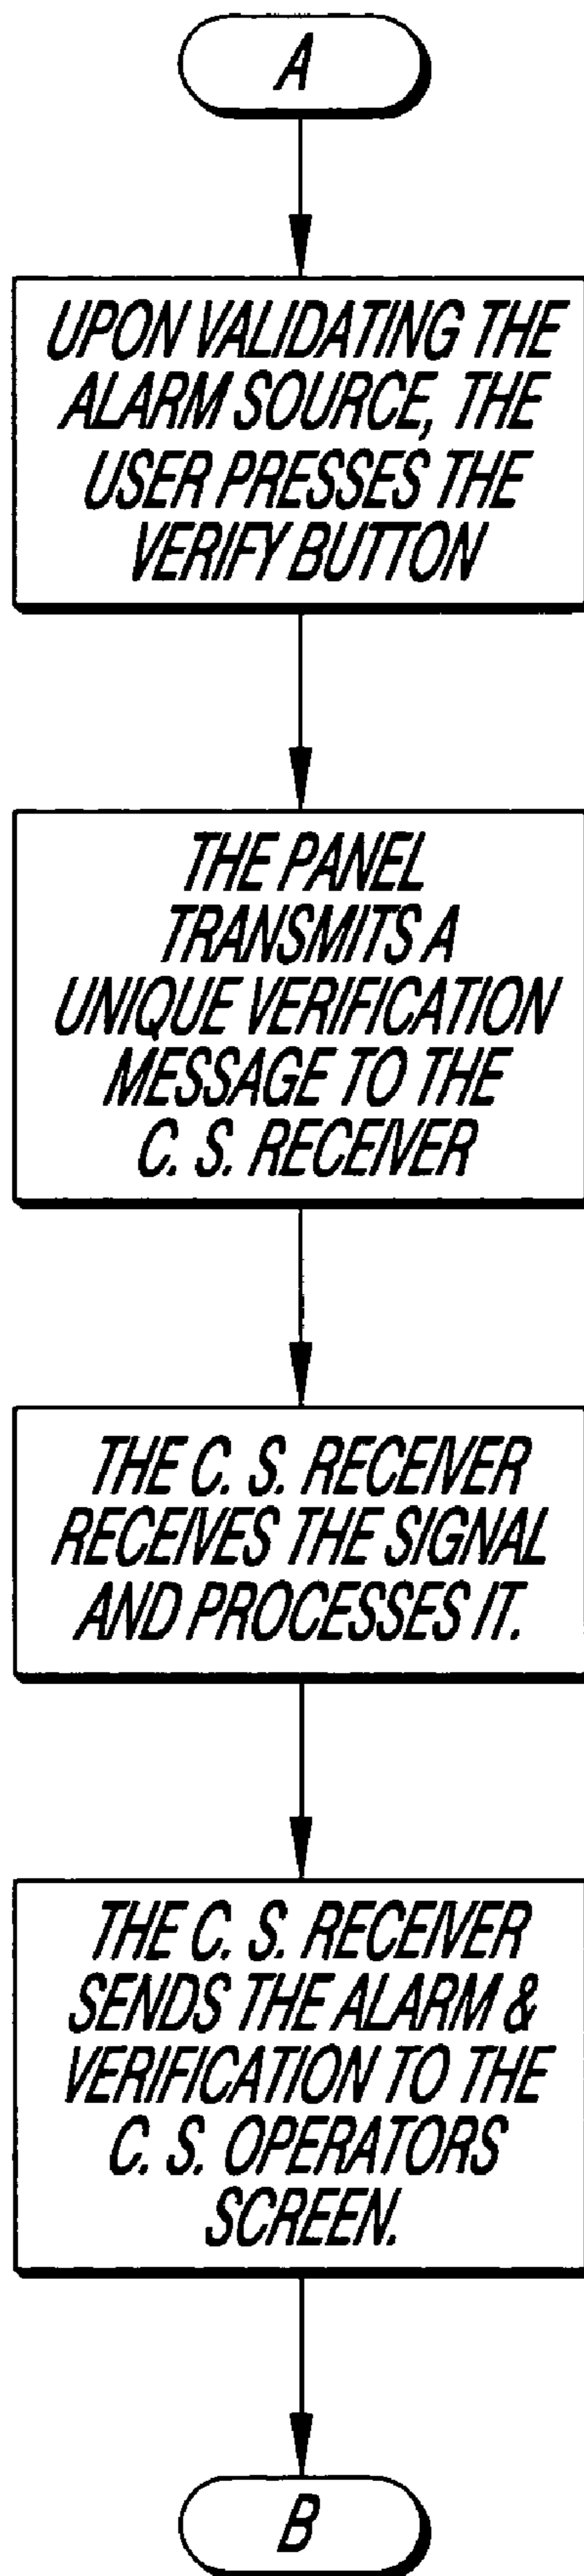 A
UPON VALIDATING THE
ALARM SOURCE, THE
USER PRESSES THE
VERIFY BUTTON
THE PANEL
TRANSMITS A
UNIQUE VERIFICATION
MESSAGE TO THE
C. S. RECEIVER
THE C. S. RECEIVER
RECEIVES THE SIGNAL
AND PROCESSES IT.
THE C. S. RECEIVER
SENDS THE ALARM &
VERIFICATION TO THE
C. S. OPERATORS
SCREEN.
B